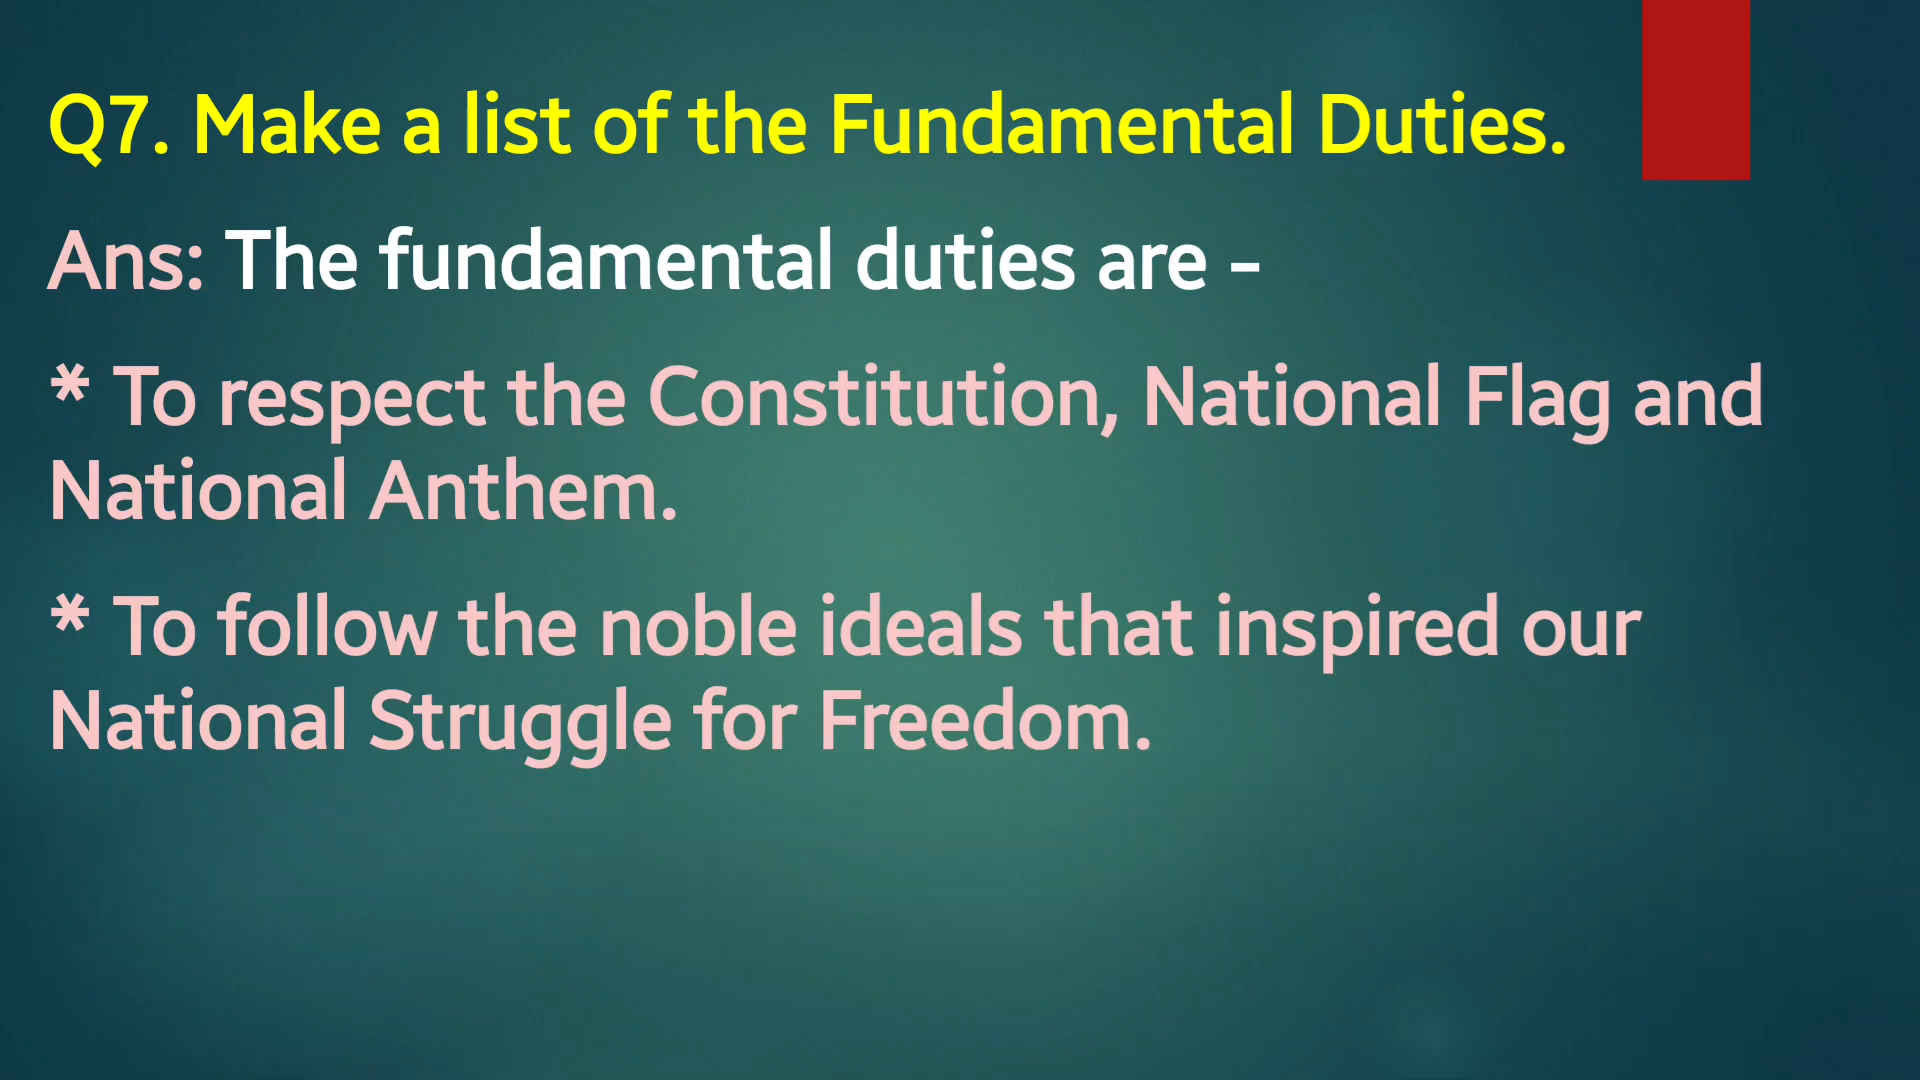 Q7. Make a list of the Fundamental Duties.
Ans: The fundamental duties are -
* To respect the Constitution, National Flag and
National Anthem.
* To follow the noble ideals that inspired our
National Struggle for Freedom.